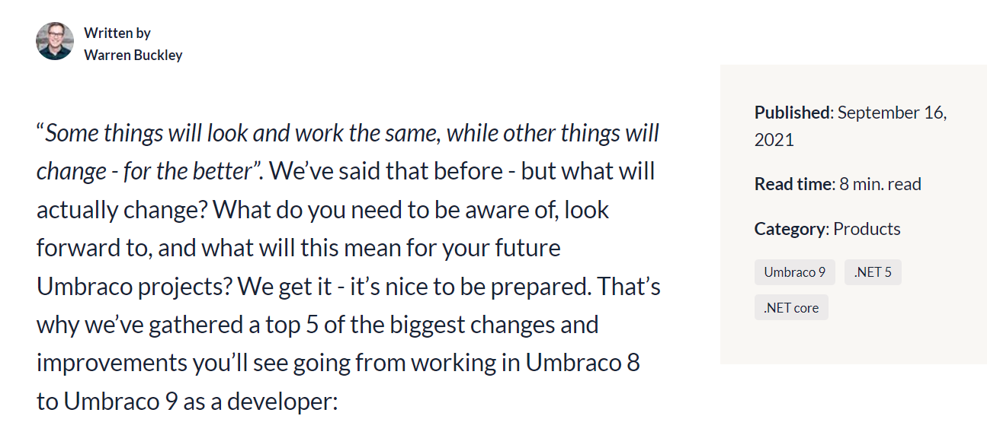 Written by
Warren Buckley
“Some things will look and work the same, while other things will
change - for the better”. We’ve said that before - but what will
actually change? What do you need to be aware of, look
forward to, and what will this mean for your future
Umbraco projects? We get it - it’s nice to be prepared. That’s
why we’ve gathered a top 5 of the biggest changes and
improvements you’ll see going from working in Umbraco 8
to Umbraco 9 as a developer:
Published: September 16,
2021
Read time: 8 min. read
Category: Products
Umbraco 9 .NET 5
.NET core